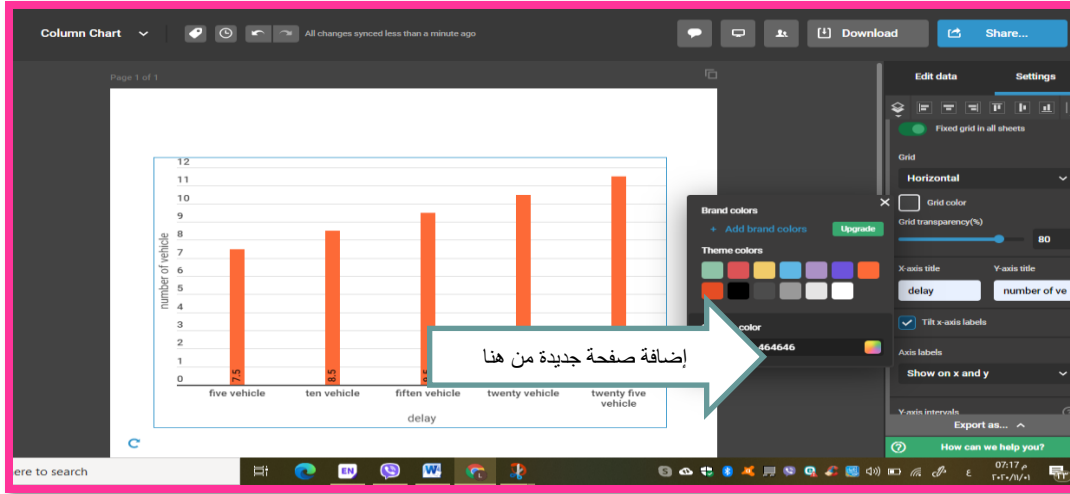 Column Chart
All changes synced less than a minute ago
Download
Share...
Page 1 of 1
Edit data
Settings
Fixed grid in all sheets
Grid
Horizontal
Grid color
Grid transparency(%)
80
X-axis title
Y-axis title
delay
number of ve
Tilt x-axis labels
Axis labels
Show on x and y
Y-axis intervals
Export as...
How can we help you?
Brand colors
+ Add brand colors
Upgrade
Theme colors
color
464646
إضافة صفحة جديدة من هنا
12
11
10
9
8
7
6
5
4
3
2
1
0
number of vehicle
7.5
8.5
five vehicle
ten vehicle
fiften vehicle
twenty vehicle
twenty five
vehicle
delay
ere to search
EN
ع
07:17 م